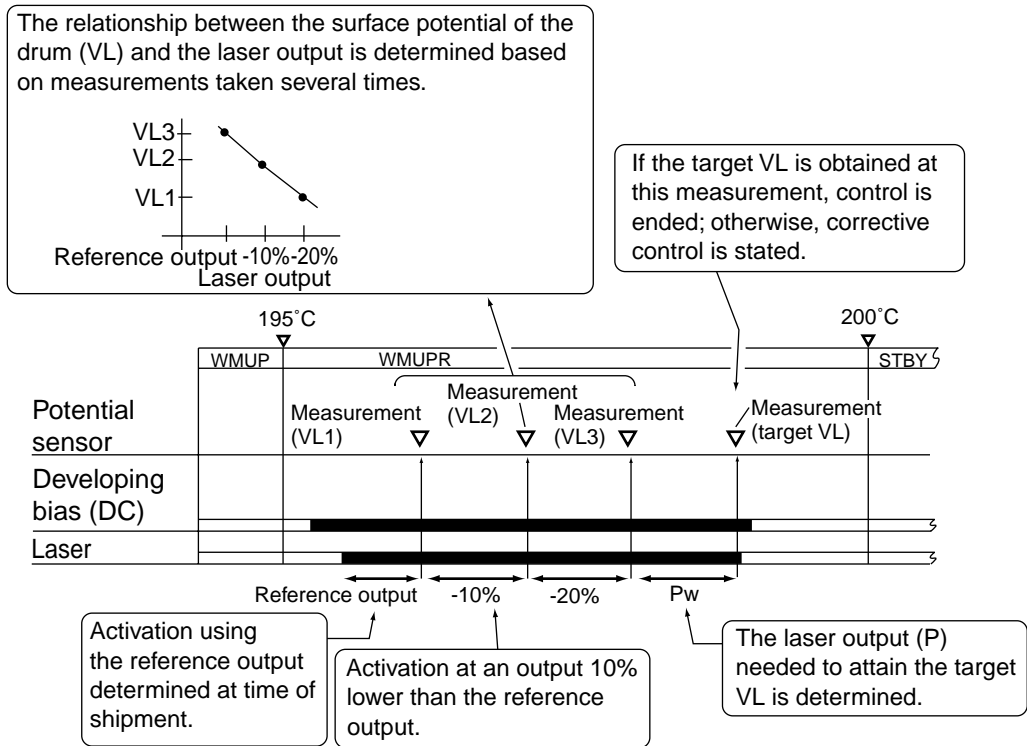 The relationship between the surface potential of the
drum (VL) and the laser output is determined based
on measurements taken several times.
VL3
VL2
VL1
Reference output -10% -20%
Laser output
If the target VL is obtained at
this measurement, control is
ended; otherwise, corrective
control is stated.
195˚C
200˚C
WMUP
WMUPR
STBY
Potential
sensor
Measurement
(VL1)
Measurement
(VL2)
Measurement
(VL3)
Measurement
(target VL)
Developing
bias (DC)
Laser
Reference output
-10%
-20%
Pw
Activation using
the reference output
determined at time of
shipment.
Activation at an output 10%
lower than the reference
output.
The laser output (P)
needed to attain the target
VL is determined.